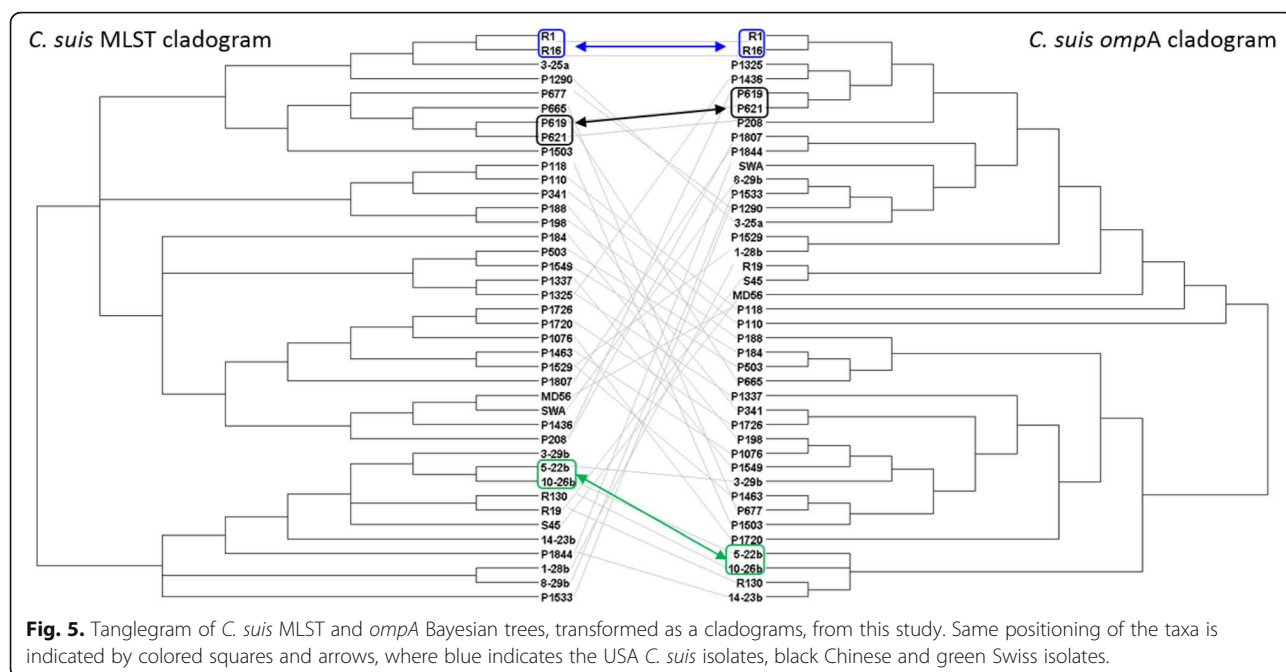 C. suis MLST cladogram
C. suis ompA cladogram
R1
R16
3-25a
P1290
P677
P665
P619
P621
P1503
P118
P110
P341
P188
P198
P184
P503
P1549
P1337
P1325
P1726
P1720
P1076
P1463
P1529
P1807
MD56
SWA
P1436
P208
3-29b
5-22b
10-26b
R130
R19
S45
14-23b
P1844
1-28b
8-29b
P1533
R1
R16
P1325
P1436
P619
P621
P208
P1807
P1844
SWA
8-29b
P1533
P1290
3-25a
P1529
1-28b
R19
S45
MD56
P118
P110
P188
P184
P503
P665
P1337
P341
P1726
P198
P1076
P1549
3-29b
P1463
P677
P1503
P1720
5-22b
10-26b
R130
14-23b
Fig. 5. Tanglegram of C. suis MLST and ompA Bayesian trees, transformed as a cladograms, from this study. Same positioning of the taxa is
indicated by colored squares and arrows, where blue indicates the USA C. suis isolates, black Chinese and green Swiss isolates.